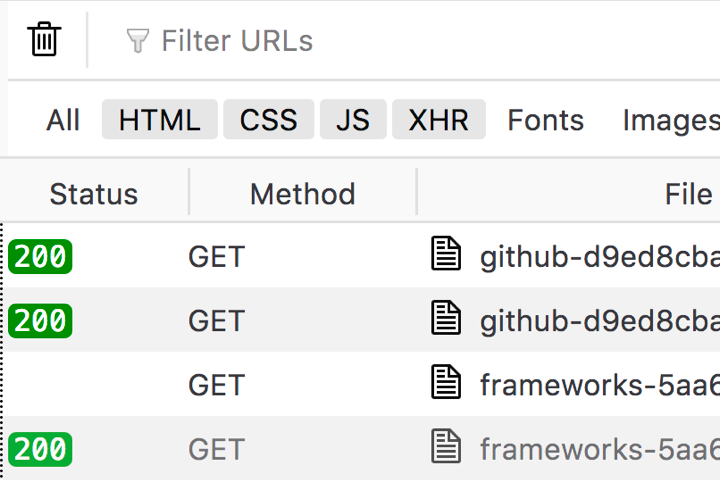 Filter URLs
All HTML CSS JS XHR Fonts Images
Status Method File
200 GET github-d9ed8cba
200 GET github-d9ed8cba
GET frameworks-5aa6
200 GET frameworks-5aa6